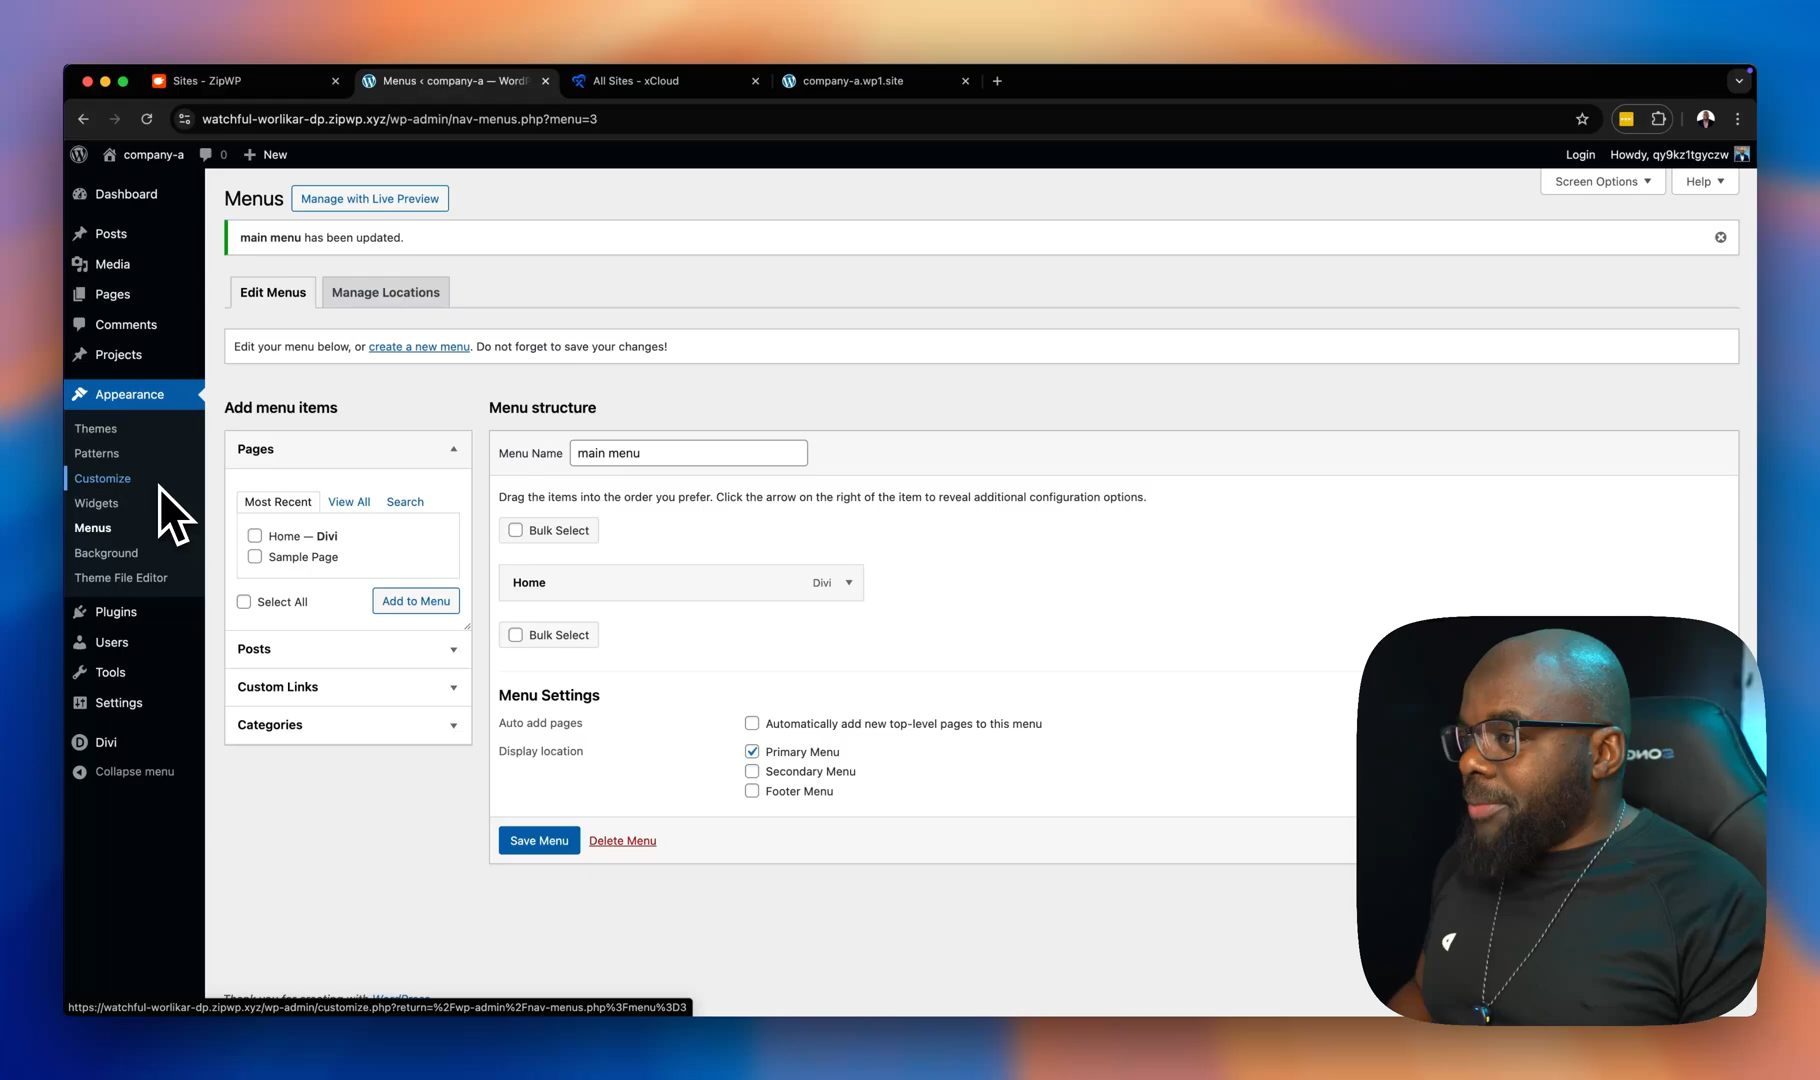 Sites - ZipWP
Menus ‹ company-a — WordP
All Sites - xCloud
company-a.wp1.site
watchful-worlikar-dp.zipwp.xyz/wp-admin/nav-menus.php?menu=3
company-a
0
New
Login
Howdy, qy9kz1tgyczw
Dashboard
Posts
Media
Pages
Comments
Projects
Appearance
Themes
Patterns
Customize
Widgets
Menus
Background
Theme File Editor
Plugins
Users
Tools
Settings
Divi
Collapse menu
Screen Options
Help
Menus
Manage with Live Preview
main menu has been updated.
Edit Menus
Manage Locations
Edit your menu below, or create a new menu. Do not forget to save your changes!
Add menu items
Pages
Most Recent
View All
Search
Home — Divi
Sample Page
Select All
Add to Menu
Posts
Custom Links
Categories
Menu structure
Menu Name
main menu
Drag the items into the order you prefer. Click the arrow on the right of the item to reveal additional configuration options.
Bulk Select
Home
Divi
Bulk Select
Menu Settings
Auto add pages
Automatically add new top-level pages to this menu
Display location
Primary Menu
Secondary Menu
Footer Menu
Save Menu
Delete Menu
https://watchful-worlikar-dp.zipwp.xyz/wp-admin/customize.php?return=%2Fwp-admin%2Fnav-menus.php%3Fmenu%3D3